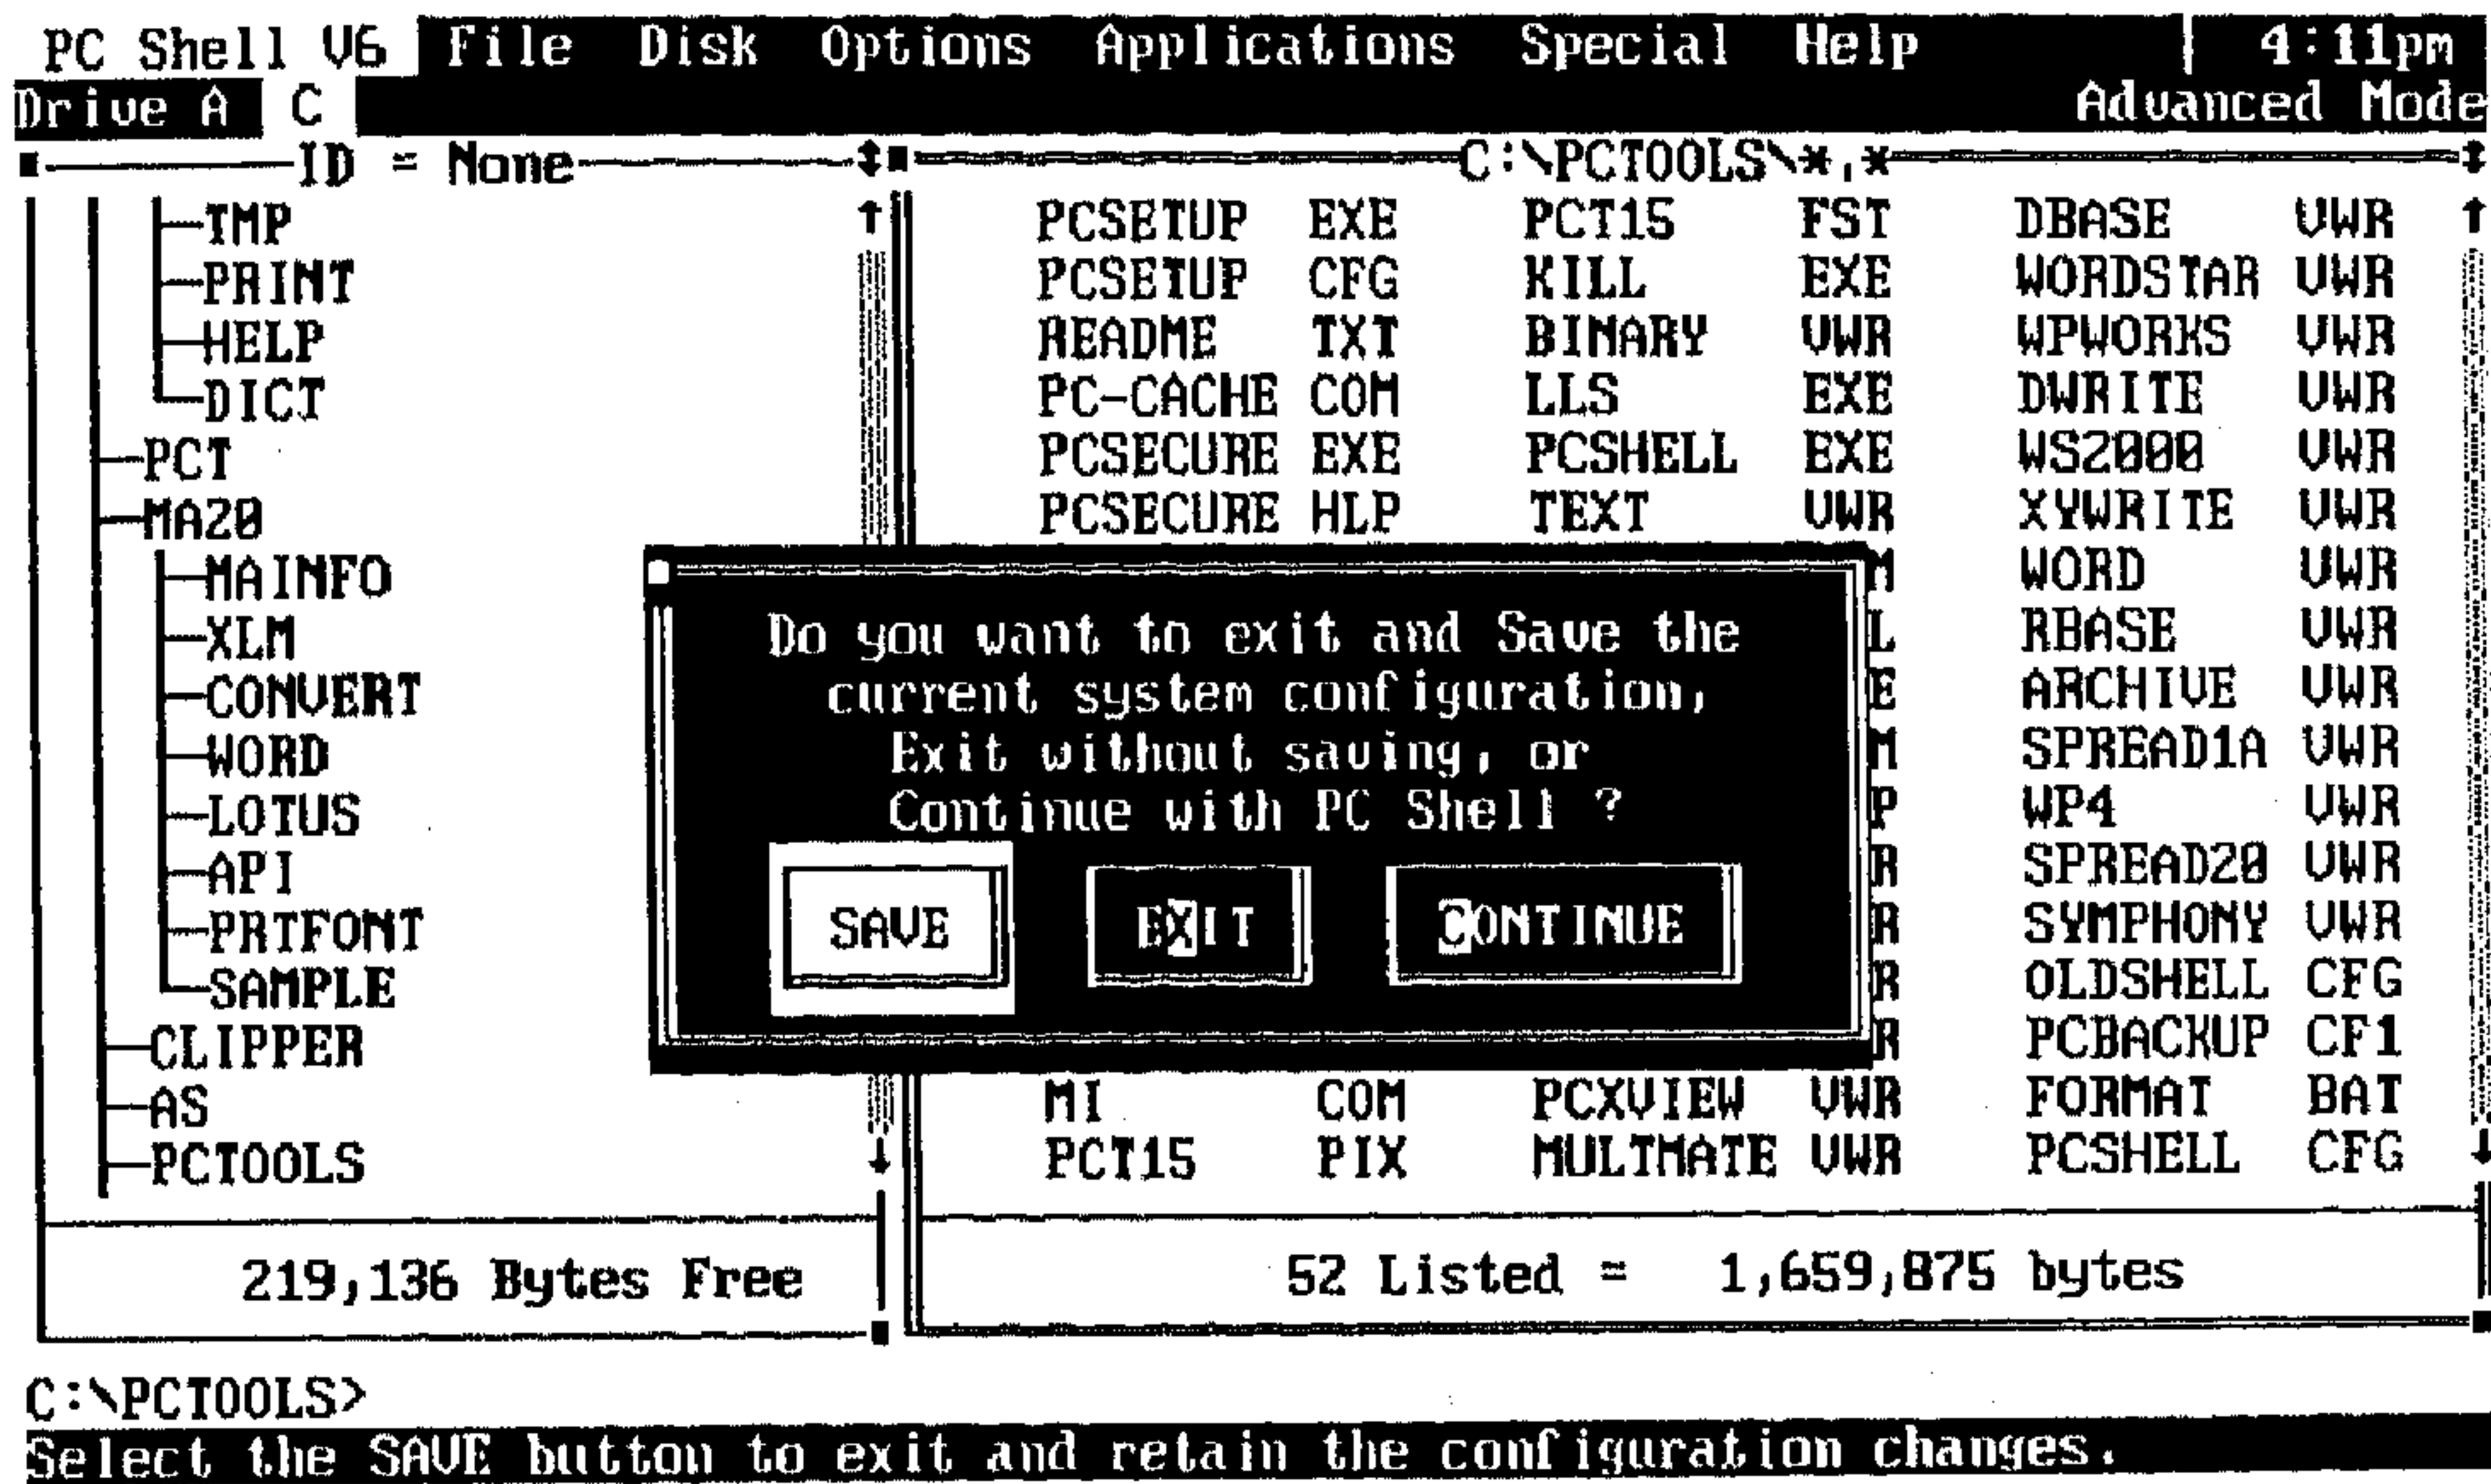 PC Shell V6 File Disk Options Applications Special Help 4:11pm
Drive A C Advanced Mode
ID = None
TMP
PRINT
HELP
DICT
PCT
MA20
MAINFO
XLM
CONVERT
WORD
LOTUS
API
PRTFONT
SAMPLE
CLIPPER
AS
PCTOOLS
219,136 Bytes Free
C:\PCTOOLS\*.*
PCSETUP EXE PCT15 FST DBASE VWR
PCSETUP CFG KILL EXE WORDSTAR VWR
README TXT BINARY VWR WPWORKS VWR
PC-CACHE COM LLS EXE DWRITE VWR
PCSECURE EXE PCSHELL EXE WS2000 VWR
PCSECURE HLP TEXT VWR XYWRITE VWR
M WORD VWR
L RBASE VWR
E ARCHIVE VWR
M SPREAD1A VWR
P WP4 VWR
R SPREAD20 VWR
R SYMPHONY VWR
R OLDSHELL CFG
R PCBACKUP CF1
MI COM PCXVIEW VWR FORMAT BAT
PCT15 PIX MULTMATE VWR PCSHELL CFG
52 Listed = 1,659,875 bytes
Do you want to exit and Save the
current system configuration,
Exit without saving, or
Continue with PC Shell ?
SAVE EXIT CONTINUE
C:\PCTOOLS>
Select the SAVE button to exit and retain the configuration changes.